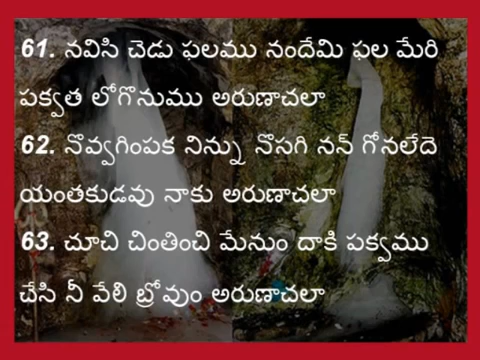 61. నవిసి చెడు ఫలము నందేమి ఫల మేరి
పక్వత లోగొనుము అరుణాచలా
62. నొవ్వగింపక నిన్ను నొసగి నన్ గోనలేదె
యంతకుడవు నాకు అరుణాచలా
63. చూచి చింతించి మేనుం దాకి పక్వము
చేసి నీ వేలి బ్రోవుం అరుణాచలా